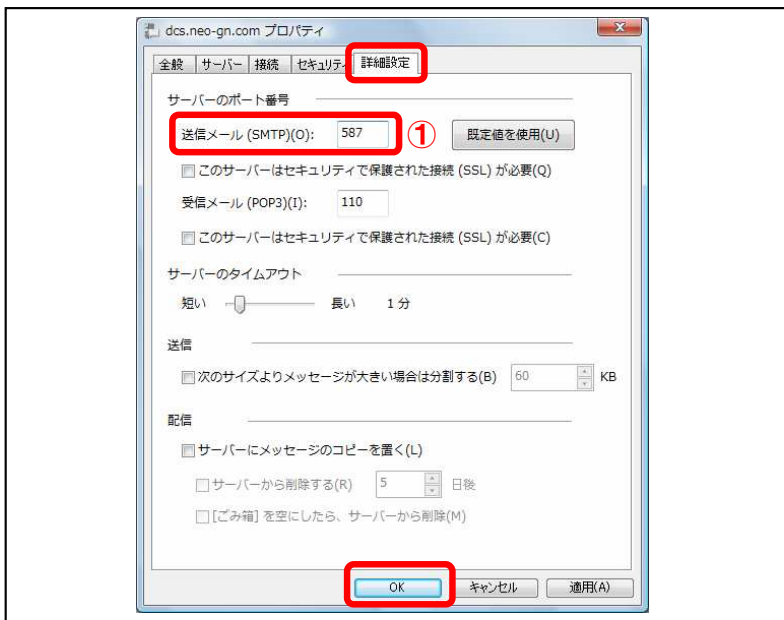 dcs.neo-gn.com プロパティ
全般 サーバー 接続 セキュリティ 詳細設定
サーバーのポート番号
送信メール (SMTP)(O): 587 ① 既定値を使用(U)
このサーバーはセキュリティで保護された接続 (SSL) が必要(Q)
受信メール (POP3)(I): 110
このサーバーはセキュリティで保護された接続 (SSL) が必要(C)
サーバーのタイムアウト
短い 長い 1 分
送信
次のサイズよりメッセージが大きい場合は分割する(B) 60 KB
配信
サーバーにメッセージのコピーを置く(L)
サーバーから削除する(R) 5 日後
[ごみ箱] を空にしたら、サーバーから削除(M)
OK キャンセル 適用(A)